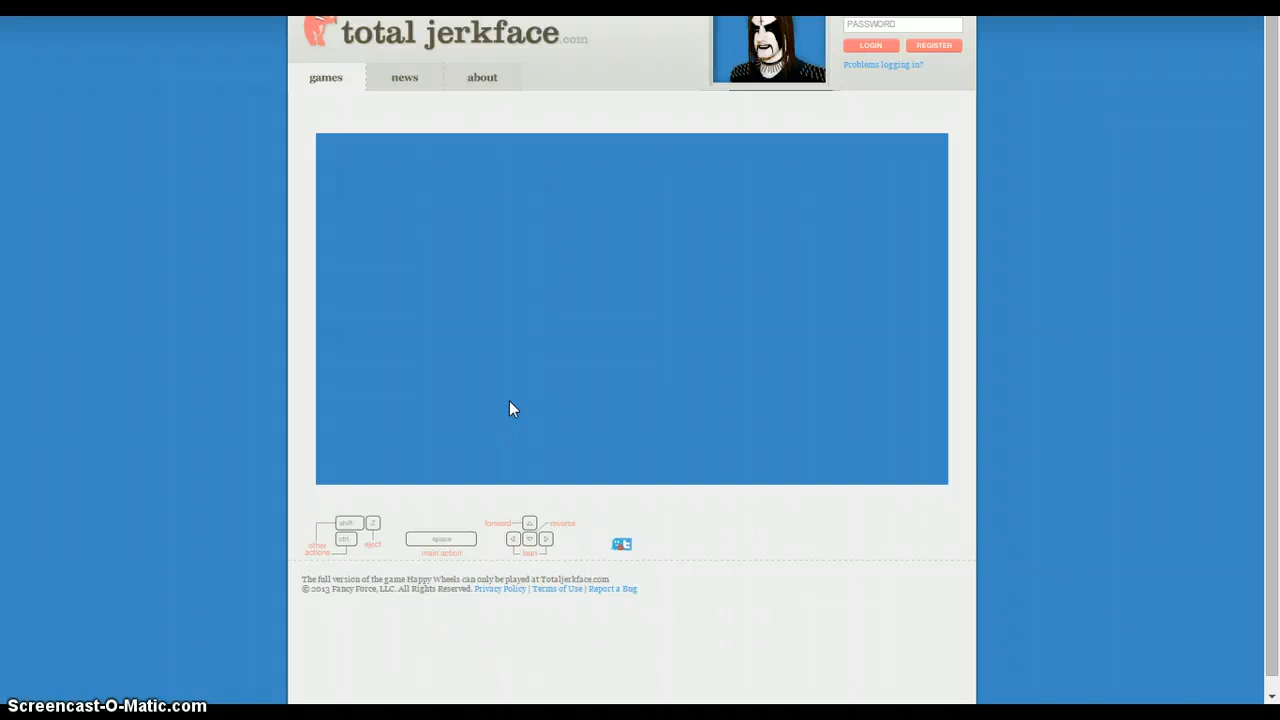 total jerkface.com
PASSWORD
LOGIN REGISTER
Problems logging in?
games news about
shift Z
ctrl
other actions
eject
space
main action
forward reverse
lean
The full version of the game Happy Wheels can only be played at Totaljerkface.com
© 2013 Fancy Force, LLC. All Rights Reserved. Privacy Policy | Terms of Use | Report a Bug
Screencast-O-Matic.com